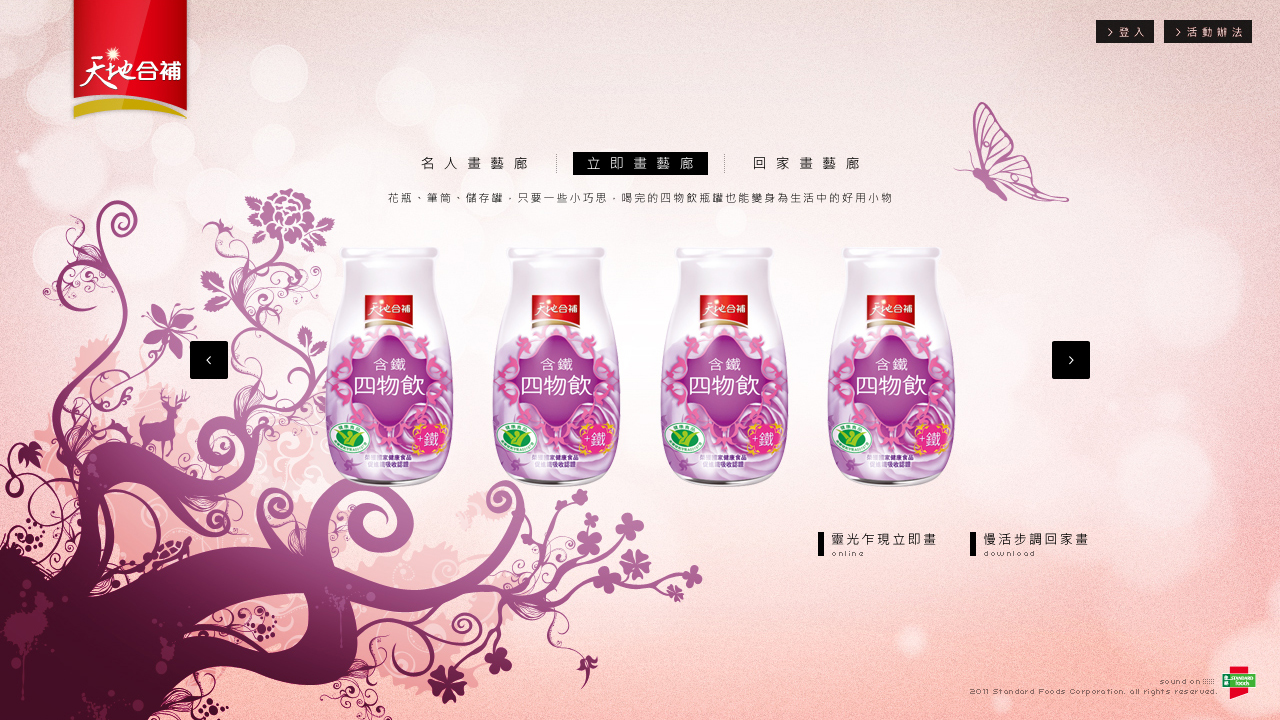 天地合補
登入
活動辦法
名人畫藝廊
立即畫藝廊
回家畫藝廊
花瓶、筆筒、儲存罐，只要一些小巧思，喝完的四物飲瓶罐也能變身為生活中的好用小物
天地合補
含鐵
四物飲
+鐵
天地合補
含鐵
四物飲
+鐵
天地合補
含鐵
四物飲
+鐵
天地合補
含鐵
四物飲
+鐵
靈光乍現立即畫
online
慢活步調回家畫
download
sound on
STANDARD
foods
2011 Standard Foods Corporation. all rights reserved.